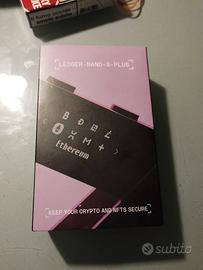 LEDGER-NANO-S-PLUS
Ethereum
KEEP YOUR CRYPTO AND NFTS SECURE
subito